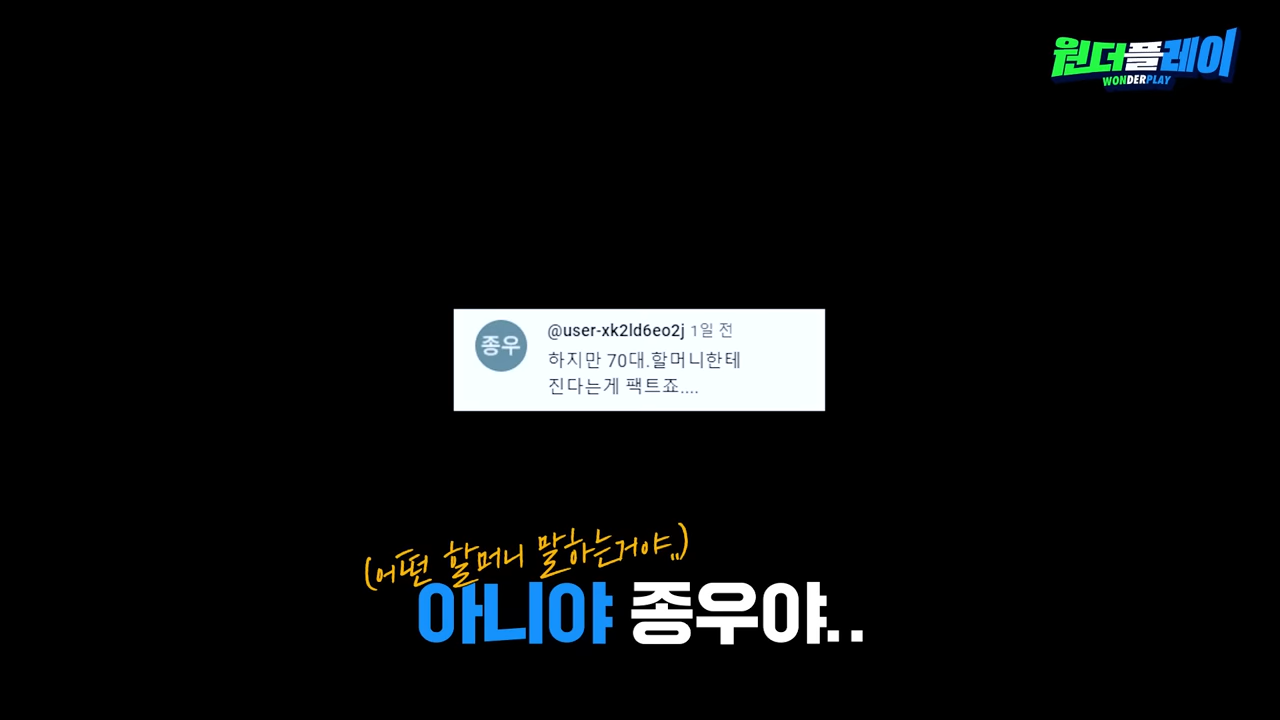 원더플레이
WONDERPLAY
종우
@user-xk2ld6eo2j 1일 전
하지만 70대.할머니한테
진다는게 팩트죠....
(어떤 할머니 말하는거야,,)
아니야 종우야..